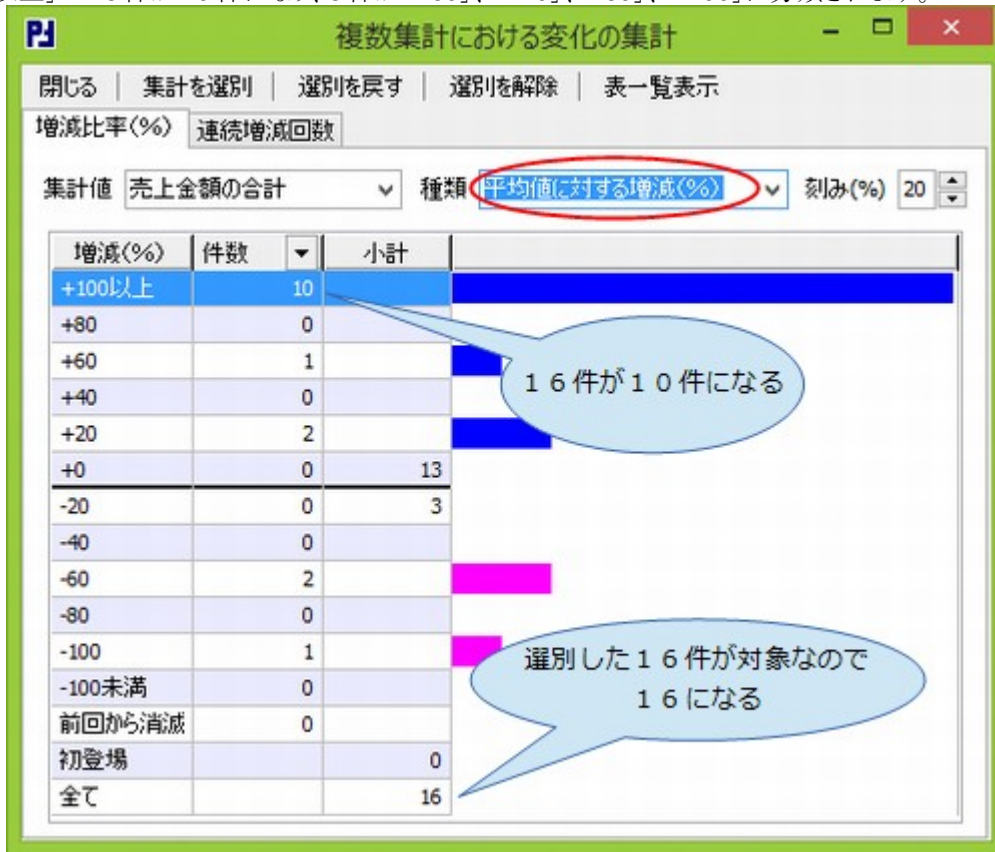 複数集計における変化の集計
閉じる | 集計を選別 | 選別を戻す | 選別を解除 | 表一覧表示
増減比率(%) 連続増減回数
集計値 売上金額の合計 種類 平均値に対する増減(%) 刻み(%) 20
増減(%) 件数 小計
+100以上 10
+80 0
+60 1
+40 0
+20 2
+0 0 13
-20 0 3
-40 0
-60 2
-80 0
-100 1
-100未満 0
前回から消滅 0
初登場 0
全て 16
16件が10件になる
選別した16件が対象なので
16になる